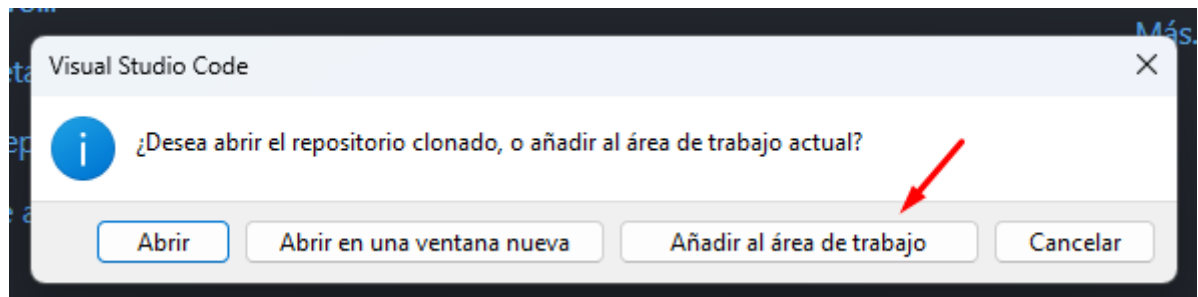 Más.
Visual Studio Code
¿Desea abrir el repositorio clonado, o añadir al área de trabajo actual?
Abrir
Abrir en una ventana nueva
Añadir al área de trabajo
Cancelar